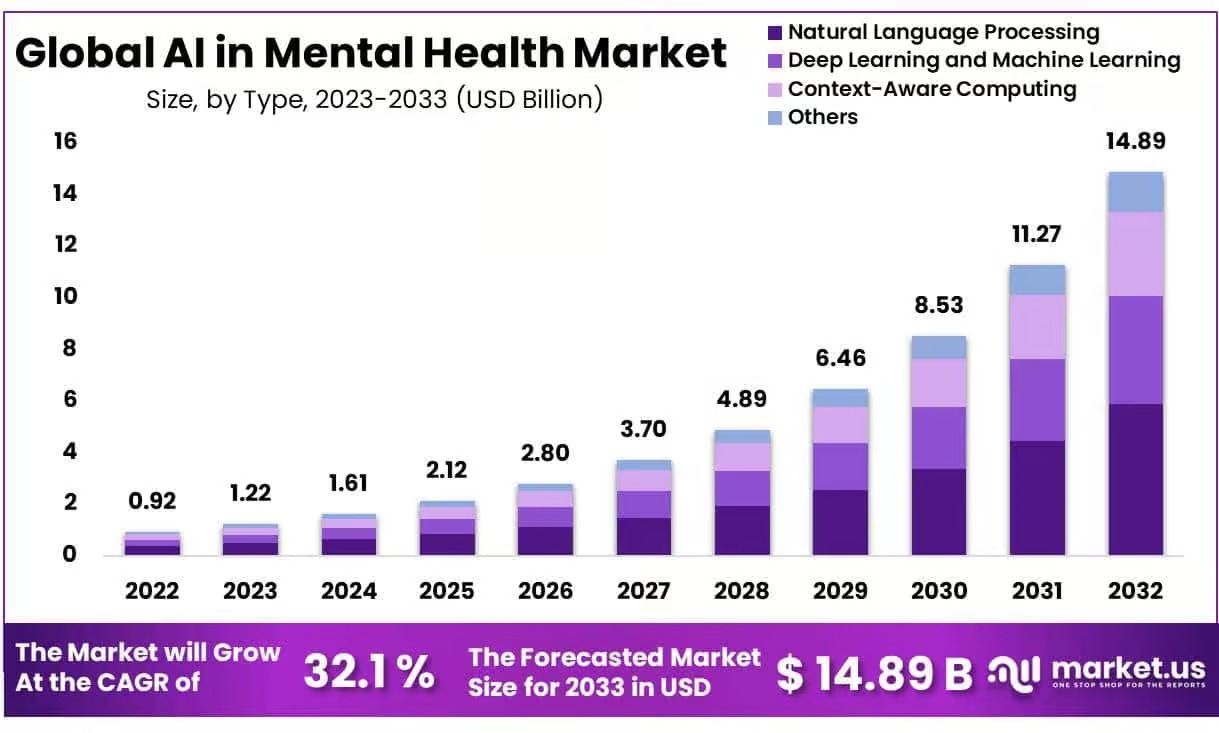 Global AI in Mental Health Market
Size, by Type, 2023-2033 (USD Billion)
Natural Language Processing
Deep Learning and Machine Learning
Context-Aware Computing
Others
16
14
12
10
8
6
4
2
0
0.92
1.22
1.61
2.12
2.80
3.70
4.89
6.46
8.53
11.27
14.89
2022
2023
2024
2025
2026
2027
2028
2029
2030
2031
2032
The Market will Grow
At the CAGR of
32.1%
The Forecasted Market
Size for 2033 in USD
$ 14.89 B
market.us
ONE STOP SHOP FOR THE REPORTS